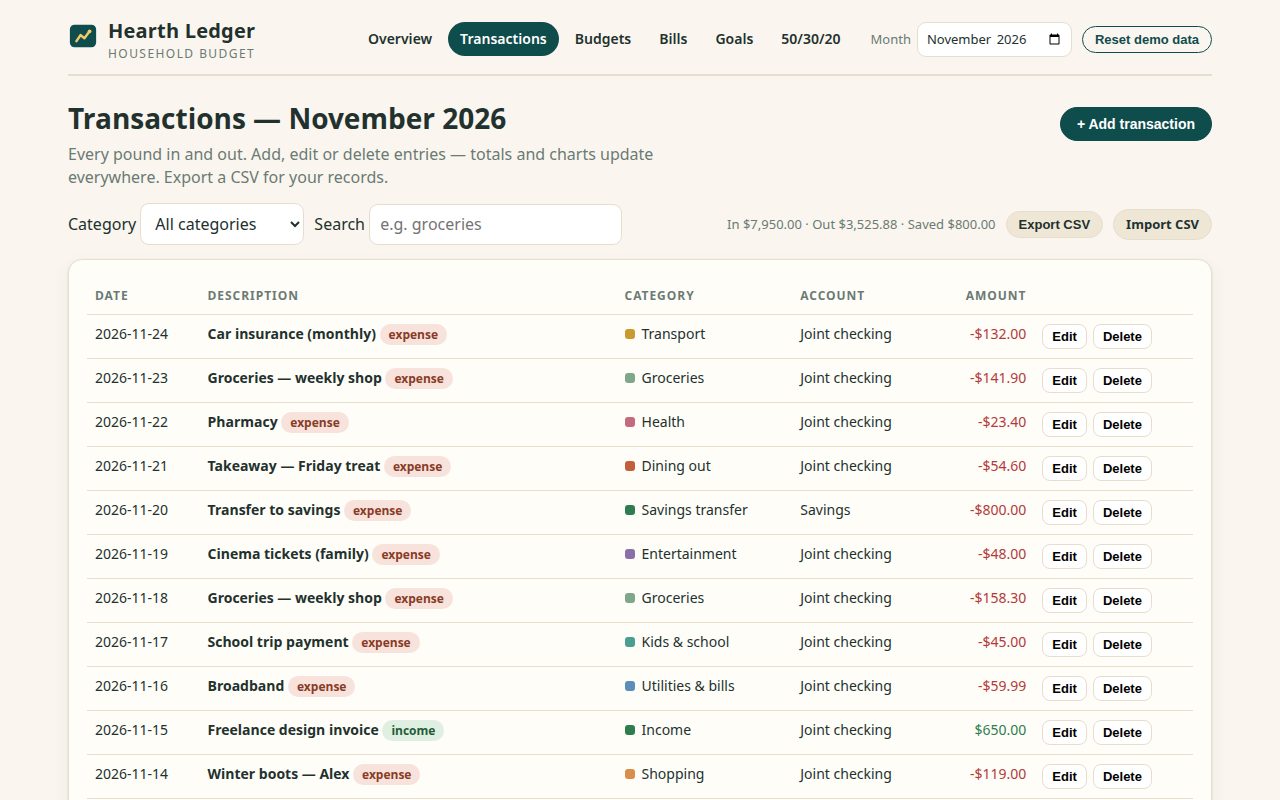 Hearth Ledger
HOUSEHOLD BUDGET
Overview Transactions Budgets Bills Goals 50/30/20 Month November 2026 Reset demo data
Transactions — November 2026
+ Add transaction
Every pound in and out. Add, edit or delete entries — totals and charts update
everywhere. Export a CSV for your records.
Category All categories Search e.g. groceries In $7,950.00 · Out $3,525.88 · Saved $800.00 Export CSV Import CSV
DATE DESCRIPTION CATEGORY ACCOUNT AMOUNT
2026-11-24 Car insurance (monthly) expense Transport Joint checking -$132.00 Edit Delete
2026-11-23 Groceries — weekly shop expense Groceries Joint checking -$141.90 Edit Delete
2026-11-22 Pharmacy expense Health Joint checking -$23.40 Edit Delete
2026-11-21 Takeaway — Friday treat expense Dining out Joint checking -$54.60 Edit Delete
2026-11-20 Transfer to savings expense Savings transfer Savings -$800.00 Edit Delete
2026-11-19 Cinema tickets (family) expense Entertainment Joint checking -$48.00 Edit Delete
2026-11-18 Groceries — weekly shop expense Groceries Joint checking -$158.30 Edit Delete
2026-11-17 School trip payment expense Kids & school Joint checking -$45.00 Edit Delete
2026-11-16 Broadband expense Utilities & bills Joint checking -$59.99 Edit Delete
2026-11-15 Freelance design invoice income Income Joint checking $650.00 Edit Delete
2026-11-14 Winter boots — Alex expense Shopping Joint checking -$119.00 Edit Delete